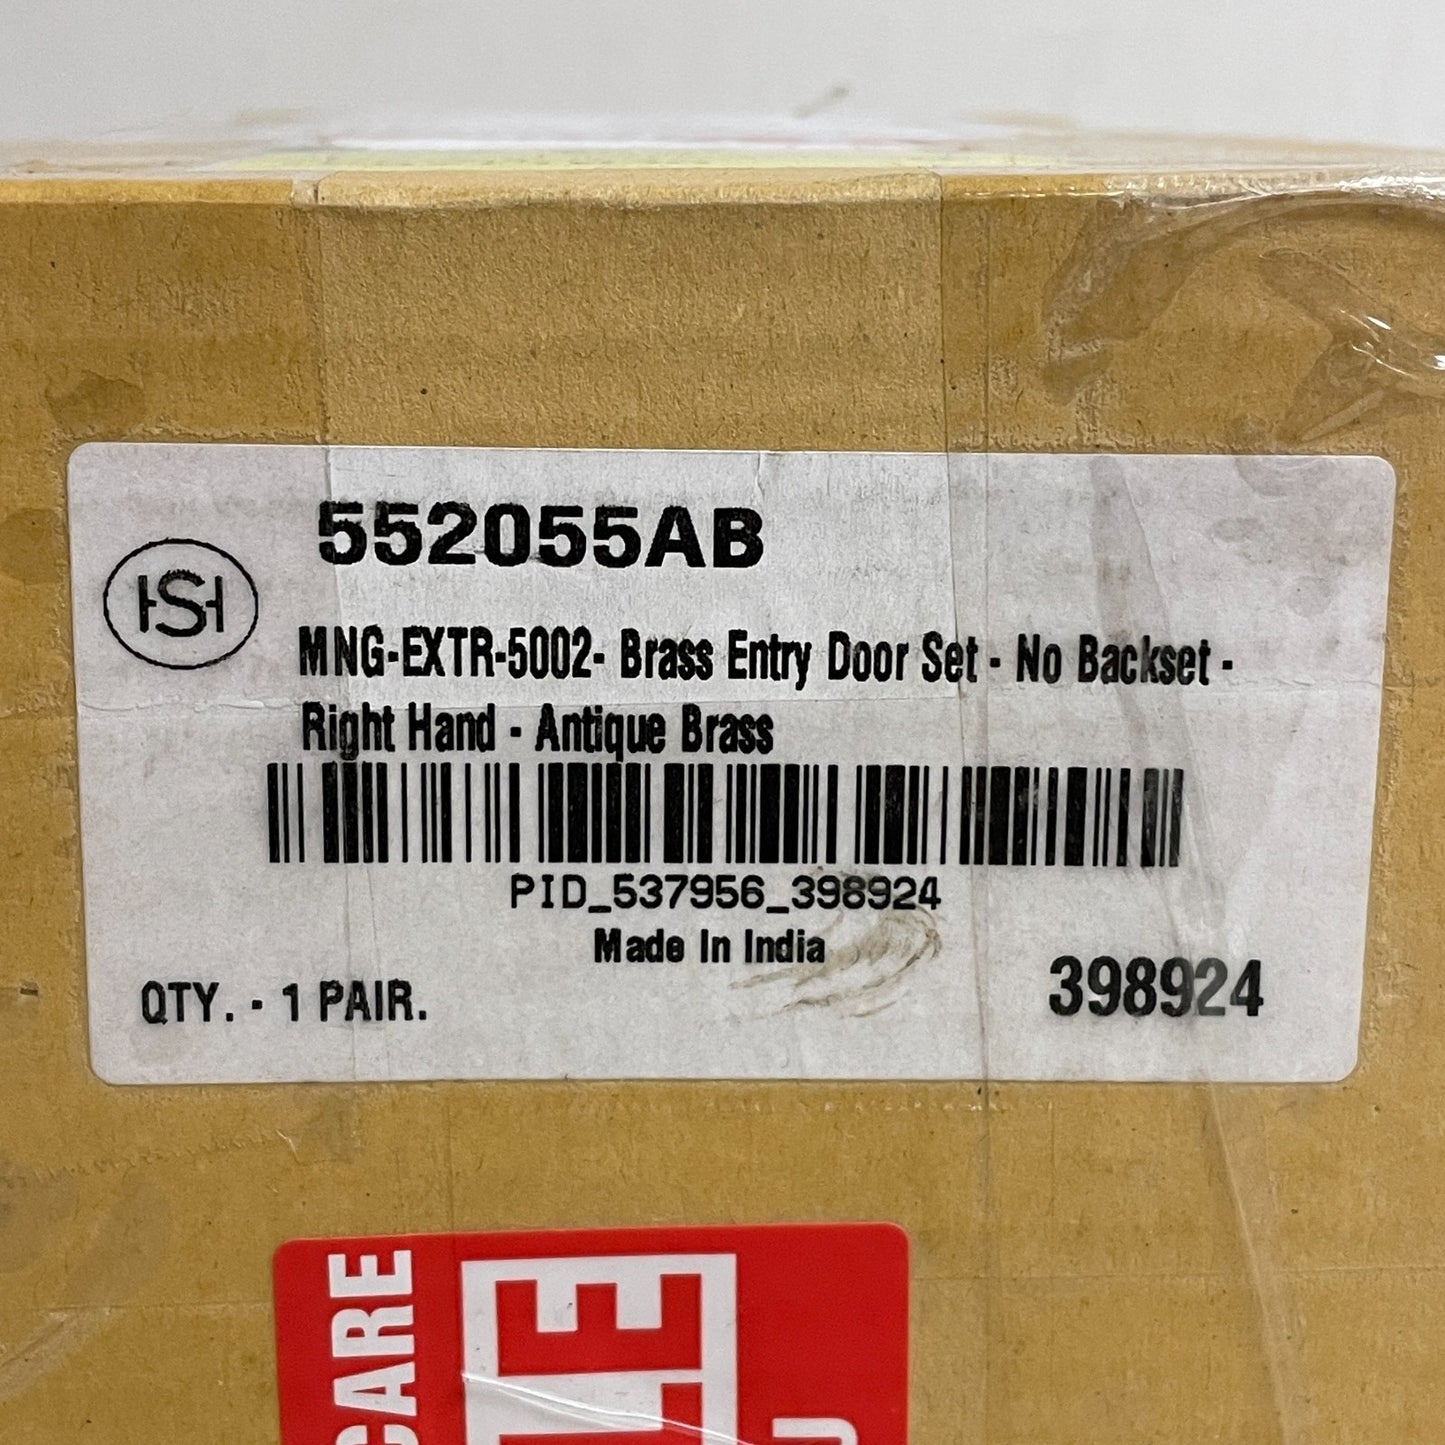 552055AB
HSH
MNG-EXTR-5002- Brass Entry Door Set - No Backset -
Right Hand - Antique Brass
PID_537956_398924
Made In India
QTY. - 1 PAIR.
398924
CARE